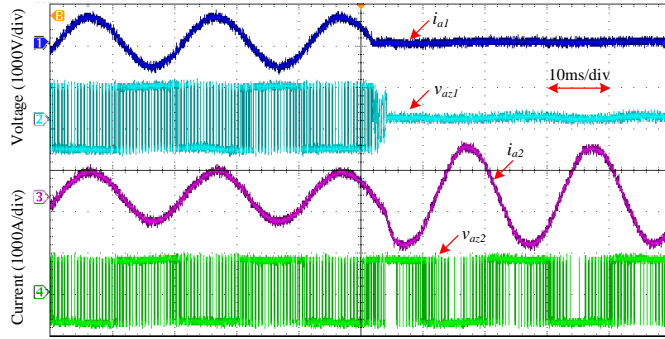 B
i_a1
1
Voltage (1000V/div)
10ms/div
v_az1
2
i_a2
3
Current (1000A/div)
v_az2
4